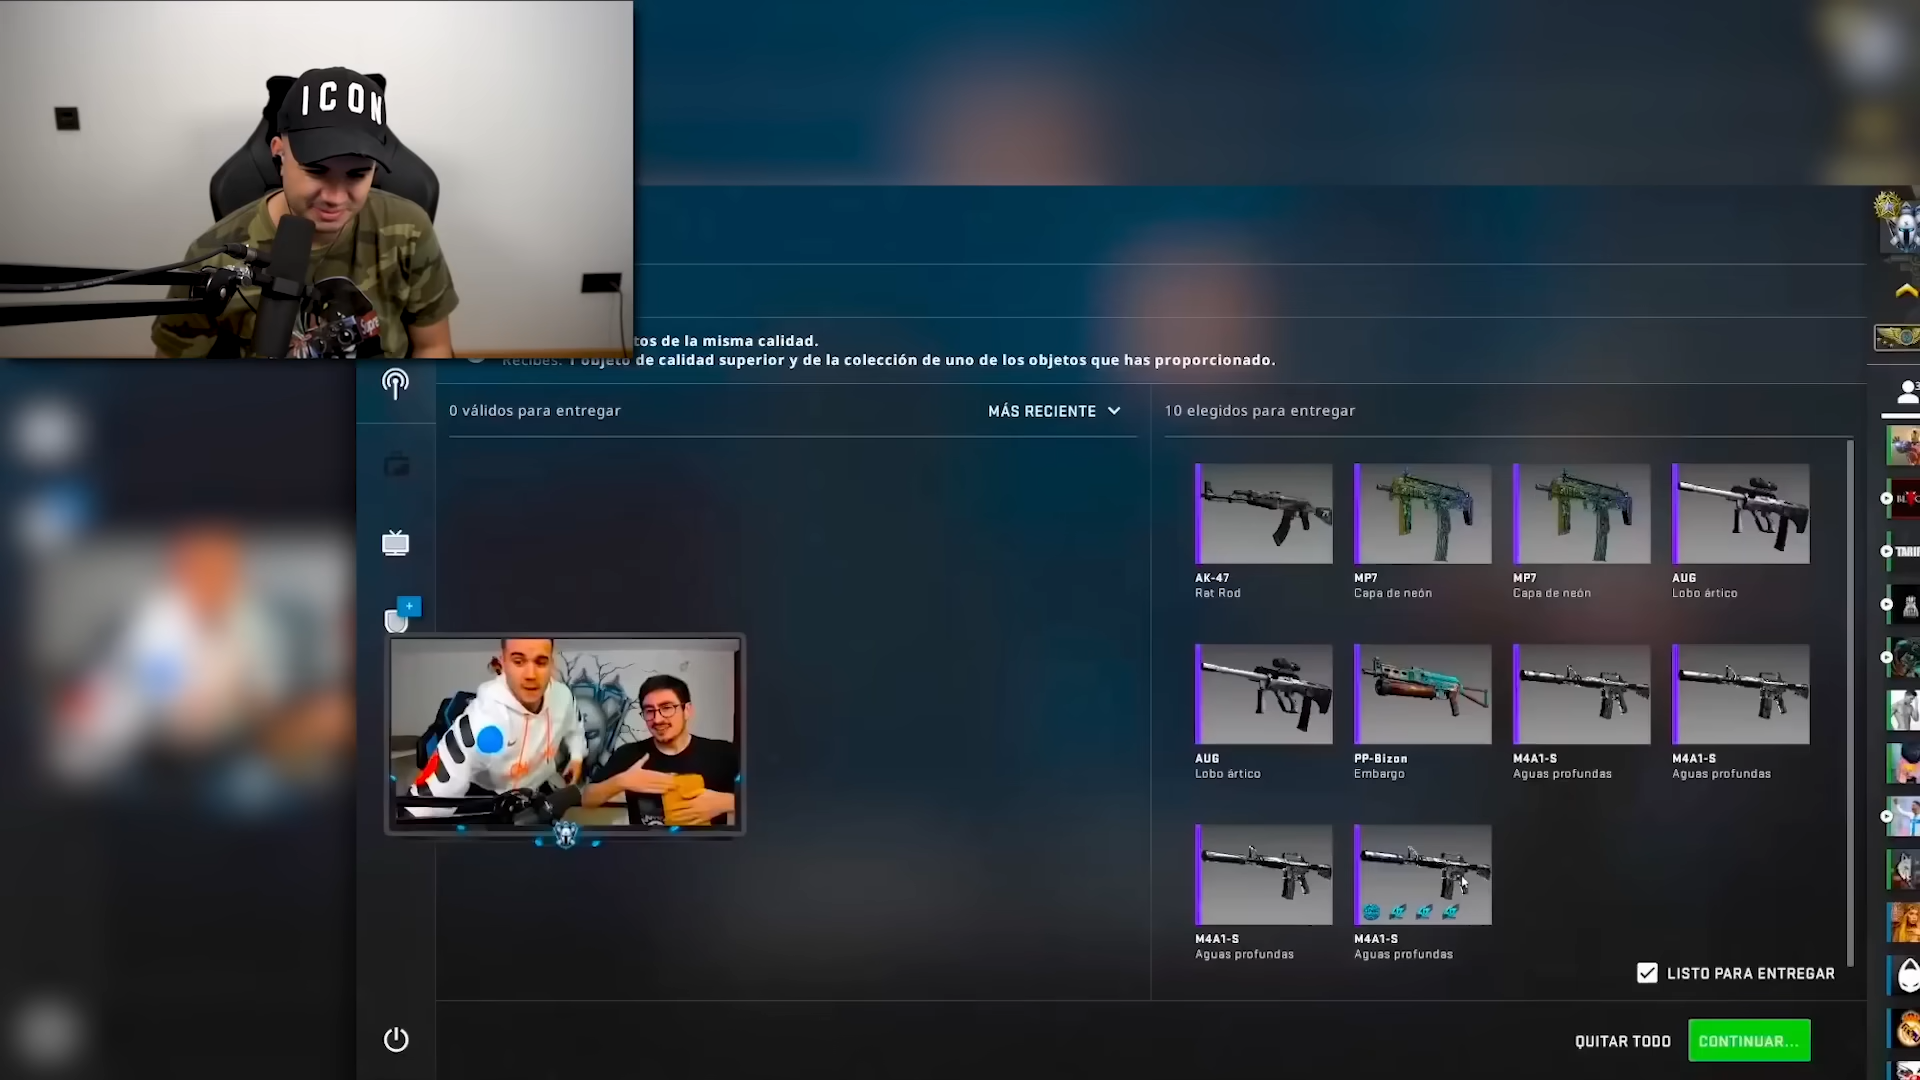 ICON
tos de la misma calidad.
Recibes: 1 objeto de calidad superior y de la colección de uno de los objetos que has proporcionado.
0 válidos para entregar
MÁS RECIENTE
10 elegidos para entregar
AK-47
Rat Rod
MP7
Capa de neón
MP7
Capa de neón
AUG
Lobo ártico
AUG
Lobo ártico
PP-Bizon
Embargo
M4A1-S
Aguas profundas
M4A1-S
Aguas profundas
M4A1-S
Aguas profundas
M4A1-S
Aguas profundas
LISTO PARA ENTREGAR
QUITAR TODO
CONTINUAR...